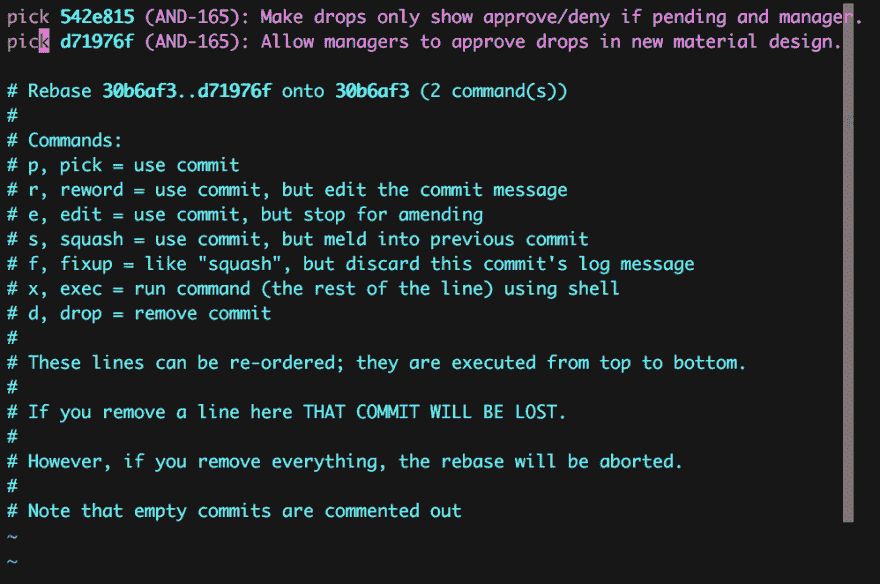 pick 542e815 (AND-165): Make drops only show approve/deny if pending and manager.
pick d71976f (AND-165): Allow managers to approve drops in new material design.
# Rebase 30b6af3..d71976f onto 30b6af3 (2 command(s))
#
# Commands:
# p, pick = use commit
# r, reword = use commit, but edit the commit message
# e, edit = use commit, but stop for amending
# s, squash = use commit, but meld into previous commit
# f, fixup = like "squash", but discard this commit's log message
# x, exec = run command (the rest of the line) using shell
# d, drop = remove commit
#
# These lines can be re-ordered; they are executed from top to bottom.
#
# If you remove a line here THAT COMMIT WILL BE LOST.
#
# However, if you remove everything, the rebase will be aborted.
#
# Note that empty commits are commented out
~
~